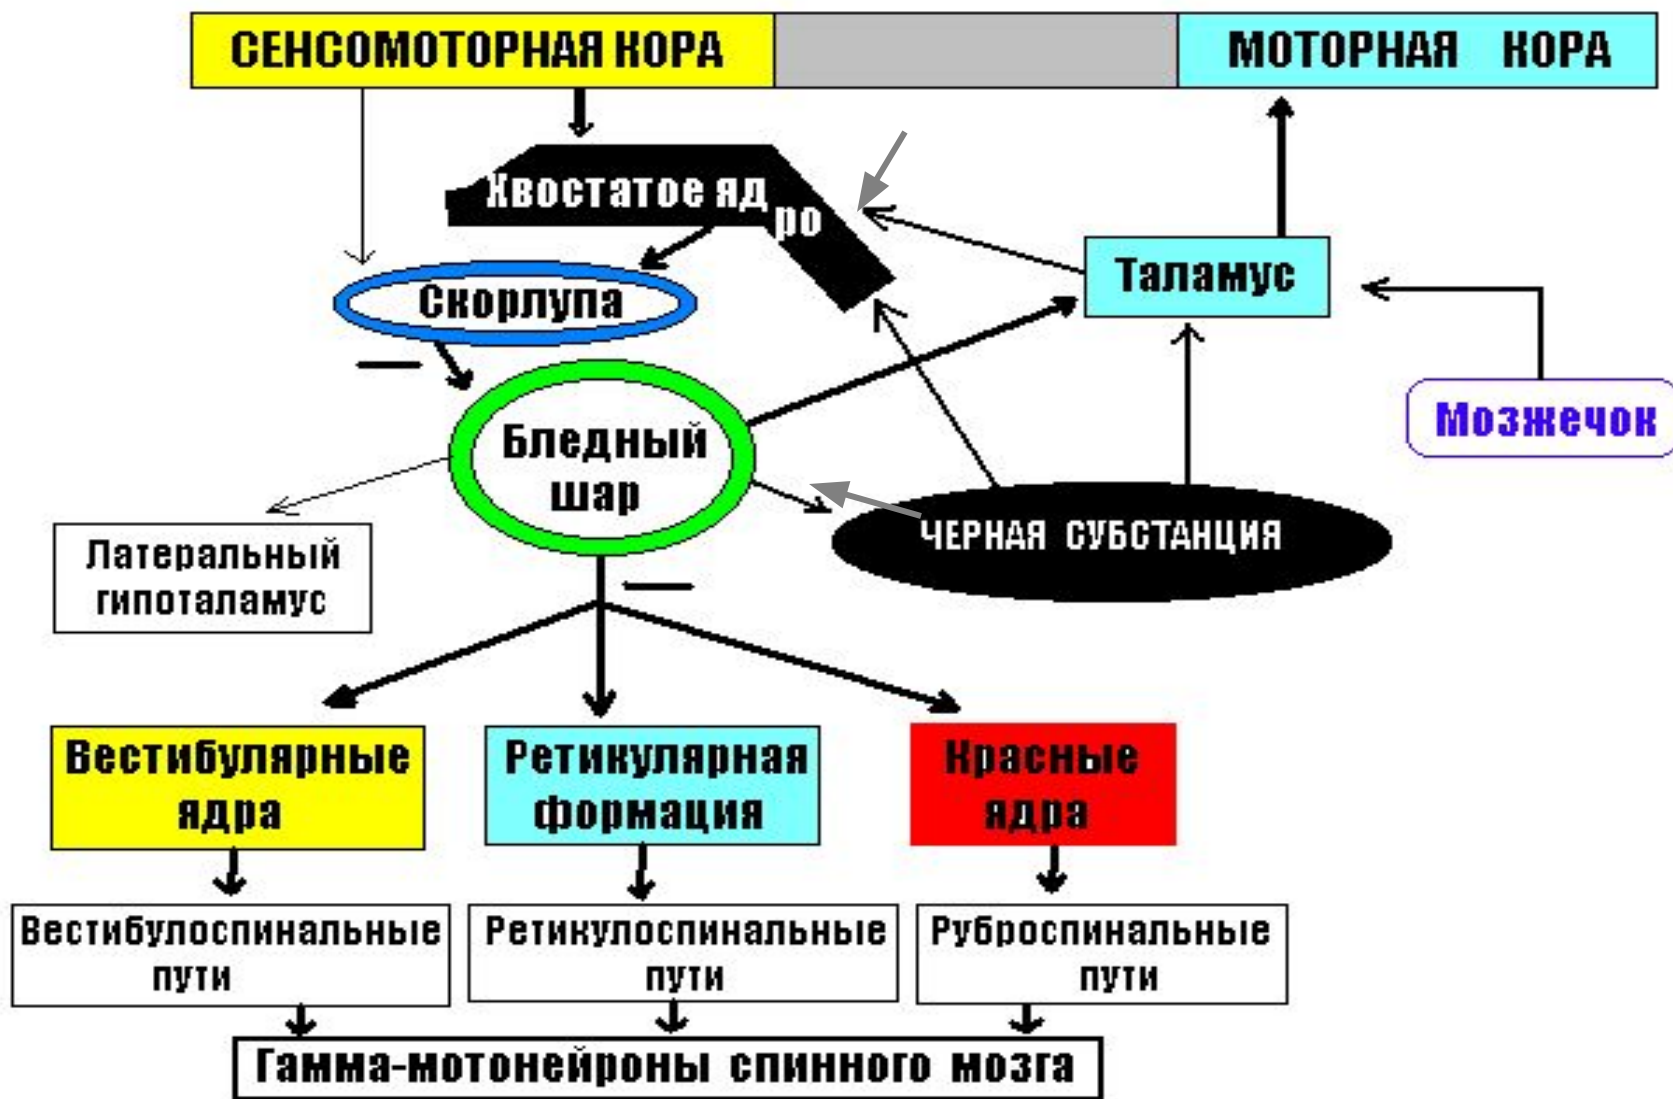 СЕНСОМОТОРНАЯ КОРА
МОТОРНАЯ КОРА
Хвостатое ядро
Таламус
Скорлупа
Мозжечок
Бледный
шар
ЧЕРНАЯ СУБСТАНЦИЯ
Латеральный
гипоталамус
Вестибулярные
ядра
Ретикулярная
формация
Красные
ядра
Вестибулоспинальные
пути
Ретикулоспинальные
пути
Руброспинальные
пути
Гамма-мотонейроны спинного мозга